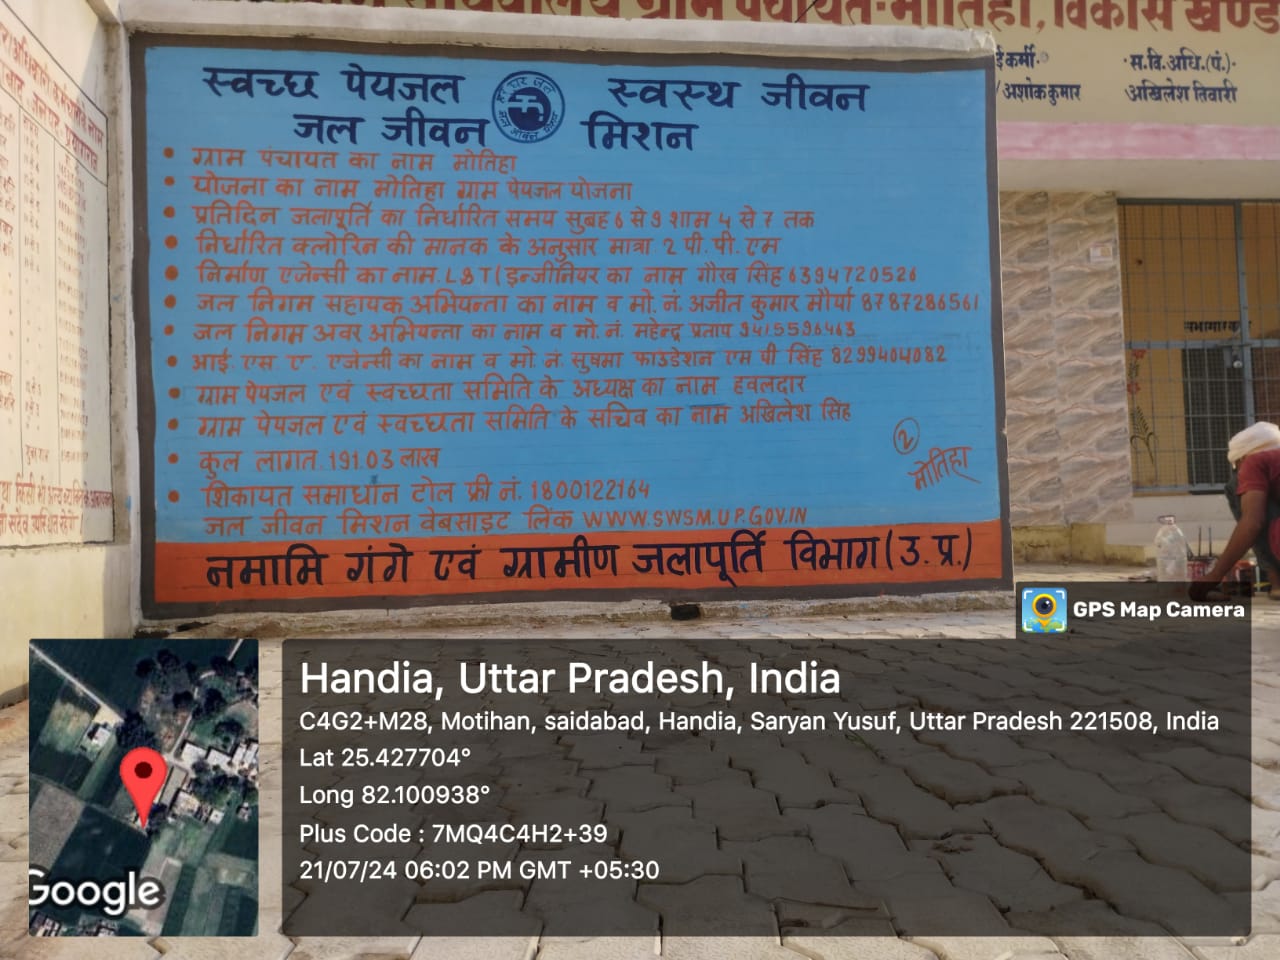 ग्राम पंचायत-मोतिहा, विकास खण्ड
स.वि.अधि.(पं.)
अशोक कुमार
अखिलेश तिवारी
स्वच्छ पेयजल स्वस्थ जीवन
हर घर जल
जल जीवन मिशन
• ग्राम पंचायत का नाम मोतिहा
• योजना का नाम मोतिहा ग्राम पेयजल योजना
• प्रतिदिन जलापूर्ति का निर्धारित समय सुबह 6 से 9 शाम 4 से 7 तक
• निर्धारित क्लोरिन की मानक के अनुसार मात्रा 2 पी.पी.एम
• निर्माण एजेन्सी का नाम L&T (इन्जीनियर का नाम गौरव सिंह 6394720526
• जल निगम सहायक अभियन्ता का नाम व मो.नं. अजीत कुमार मौर्या 8787286561
• जल निगम अवर अभियन्ता का नाम व मो.नं. महेन्द्र प्रताप 9415596463
• आई.एस.ए. एजेन्सी का नाम व मो.नं. सुषमा फाउडेशन एम पी सिंह 8299404082
• ग्राम पेयजल एवं स्वच्छता समिति के अध्यक्ष का नाम हवलदार
• ग्राम पेयजल एवं स्वच्छता समिति के सचिव का नाम अखिलेश सिंह
• कुल लागत 191.03 लाख
• शिकायत समाधान टोल फ्री नं. 1800122164
जल जीवन मिशन वेबसाइट लिंक WWW.SWSM.UP.GOV.IN
2
मोतिहा
नमामि गंगे एवं ग्रामीण जलापूर्ति विभाग (उ.प्र.)
GPS Map Camera
Handia, Uttar Pradesh, India
C4G2+M28, Motihan, saidabad, Handia, Saryan Yusuf, Uttar Pradesh 221508, India
Lat 25.427704°
Long 82.100938°
Plus Code : 7MQ4C4H2+39
21/07/24 06:02 PM GMT +05:30
Google